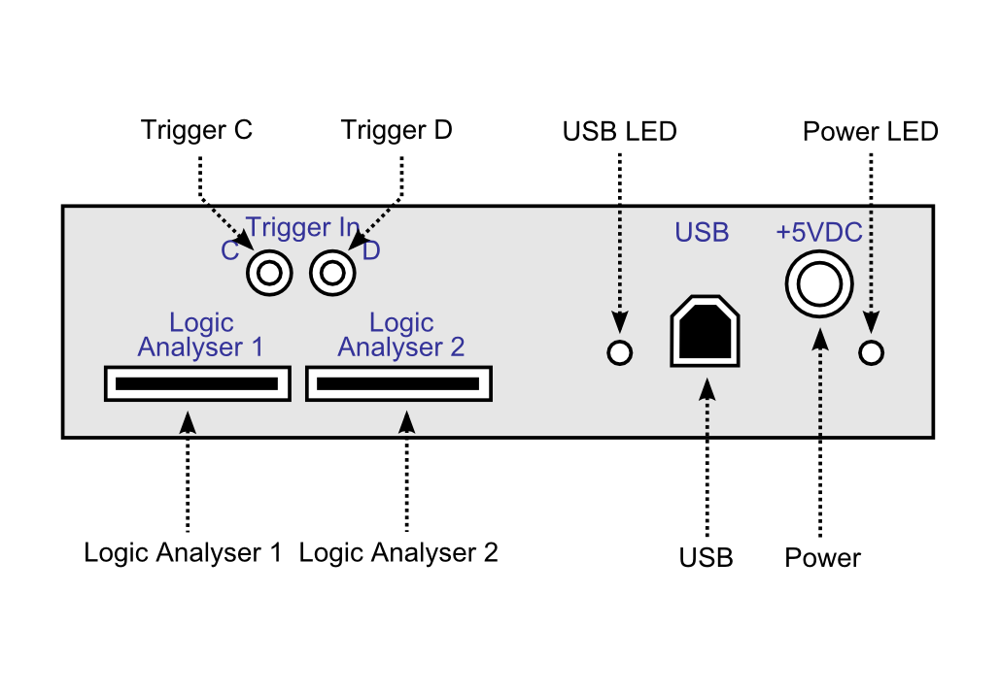 Trigger C
Trigger D
USB LED
Power LED
Trigger In
C
D
USB
+5VDC
Logic
Analyser 1
Logic
Analyser 2
Logic Analyser 1
Logic Analyser 2
USB
Power